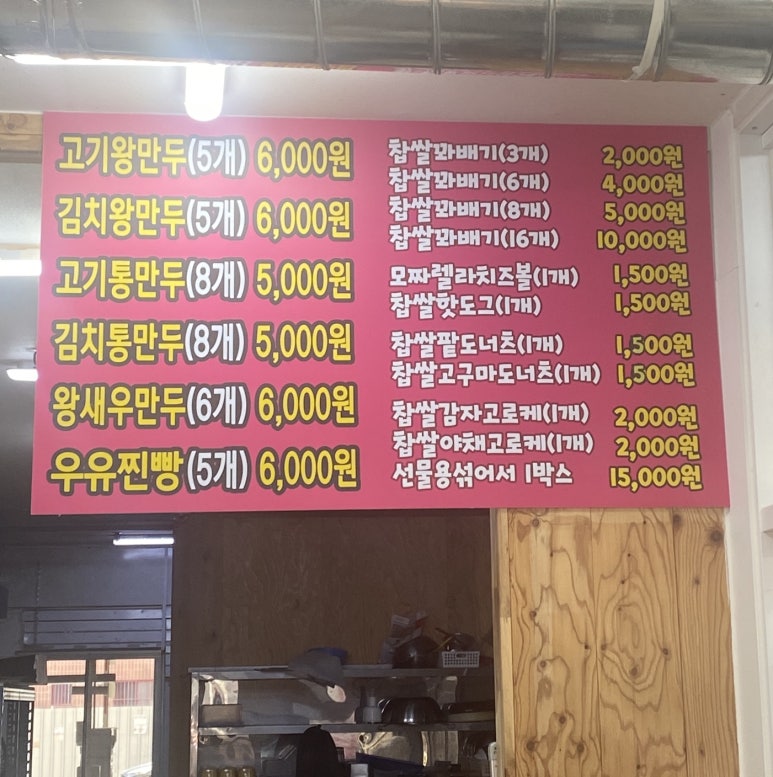 고기왕만두(5개) 6,000원
김치왕만두(5개) 6,000원
고기통만두(8개) 5,000원
김치통만두(8개) 5,000원
왕새우만두(6개) 6,000원
우유찐빵(5개) 6,000원
찹쌀꽈배기(3개) 2,000원
찹쌀꽈배기(6개) 4,000원
찹쌀꽈배기(8개) 5,000원
찹쌀꽈배기(16개) 10,000원
모짜렐라치즈볼(1개) 1,500원
찹쌀핫도그(1개) 1,500원
찹쌀팥도너츠(1개) 1,500원
찹쌀고구마도너츠(1개) 1,500원
찹쌀감자고로케(1개) 2,000원
찹쌀야채고로케(1개) 2,000원
선물용섞어서 1박스 15,000원